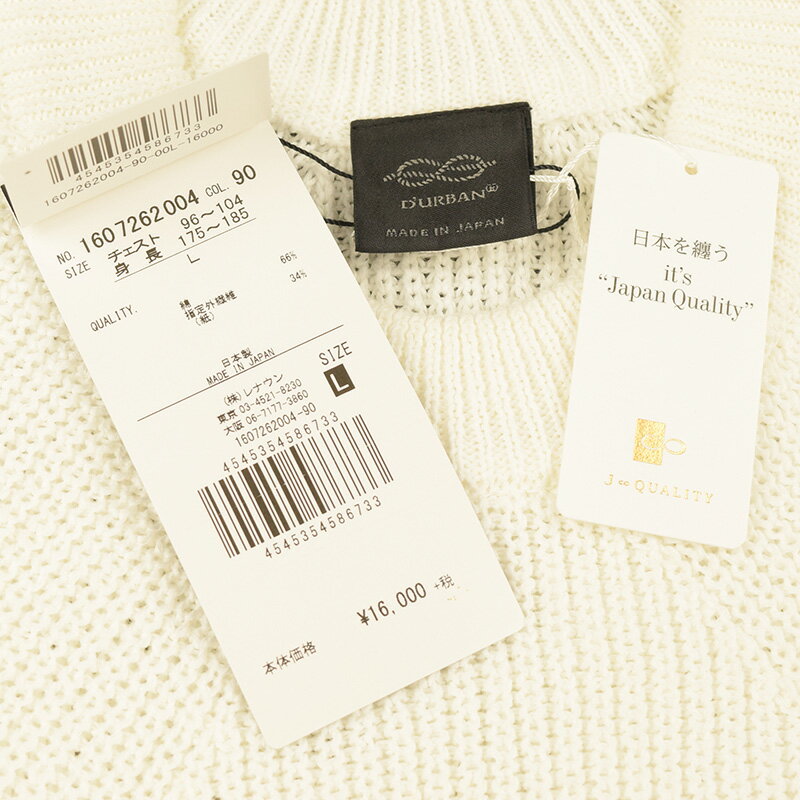 4545354586733
1607262004-90-00L-16000
NO. 1607262004 COL. 90
SIZE チェスト 96～104
身長 175～185
L
QUALITY. 綿 66%
指定外繊維 34%
(紙)
日本製
MADE IN JAPAN
SIZE
L
(株)レナウン
東京 03-4521-8230
大阪 06-7177-3860
1607262004-90
4545354586733
4545354586733
¥16,000 +税
本体価格
D'URBAN®
MADE IN JAPAN
日本を纏う
it's
"Japan Quality"
J∞QUALITY